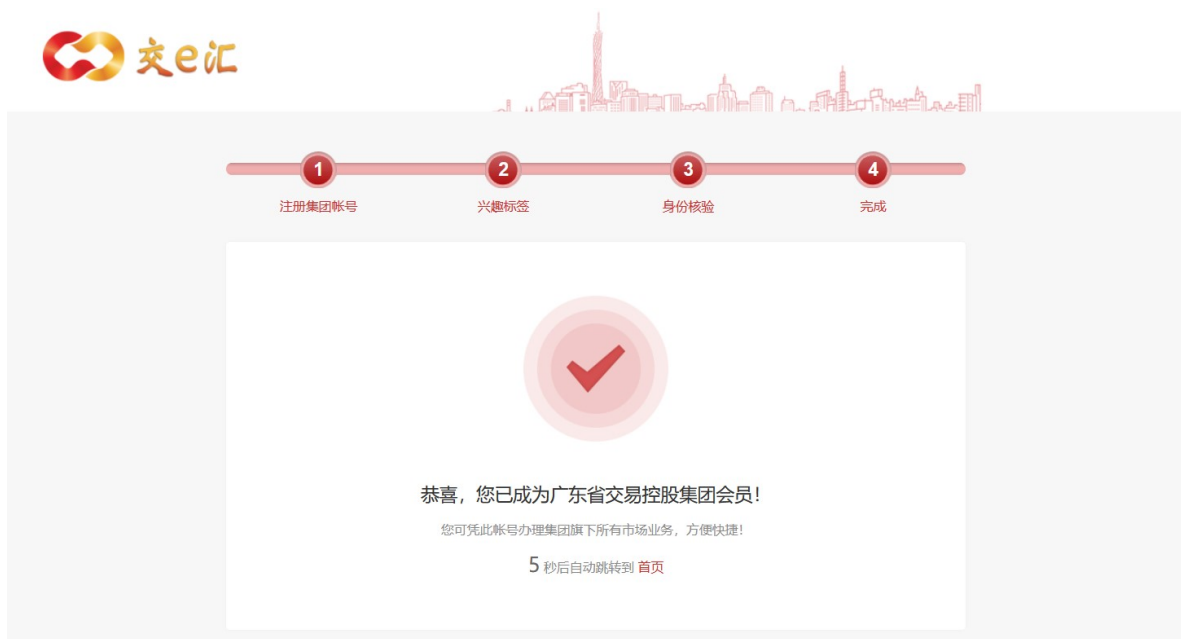 交e汇
1 2 3 4
注册集团帐号 兴趣标签 身份核验 完成
恭喜，您已成为广东省交易控股集团会员！
您可凭此帐号办理集团旗下所有市场业务，方便快捷！
5 秒后自动跳转到 首页